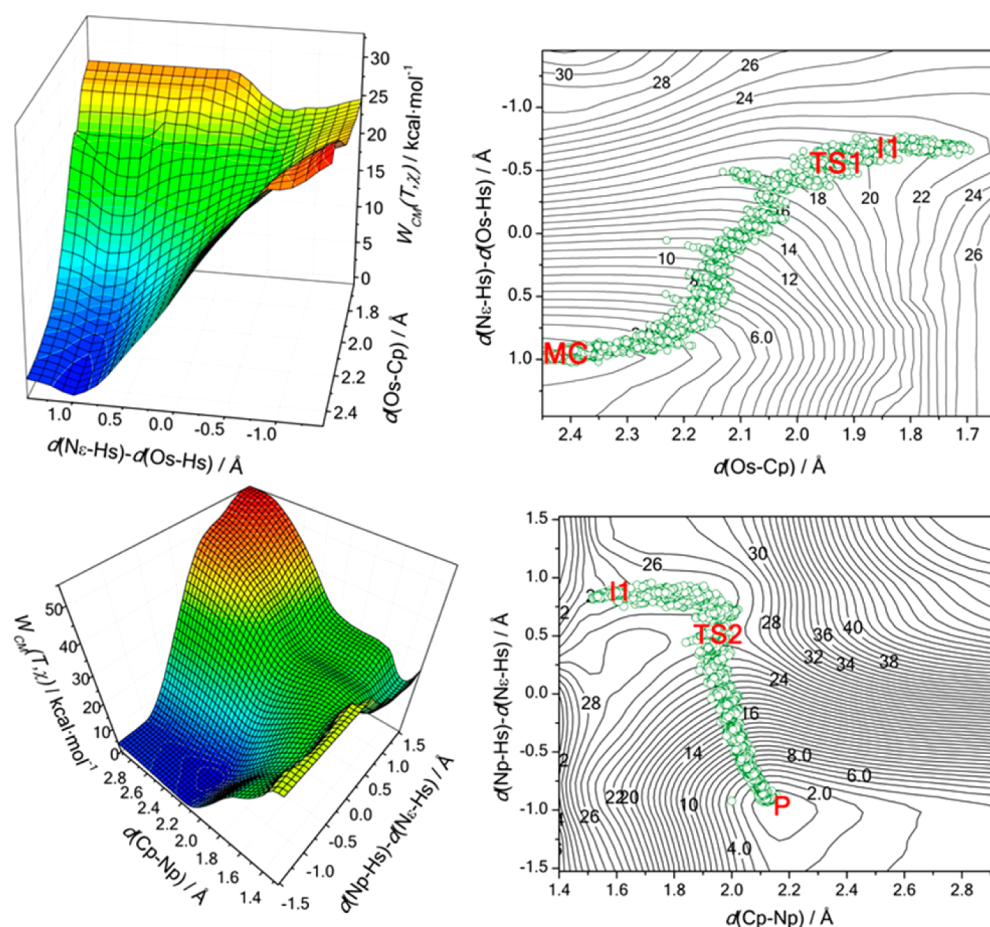 30
25
20
15
10
5
0
W_CM(T,χ) / kcal·mol⁻¹
1.8
2.0
2.2
2.4
d(Os-Cp) / Å
1.0 0.5 0.0 -0.5 -1.0
d(Nε-Hs)-d(Os-Hs) / Å
30 28 26 26
24
-1.0
TS1 I1
-0.5
18 20 22 24
16
0.0
14
10 12 26
8
0.5
6.0
MC
1.0
2.4 2.3 2.2 2.1 2.0 1.9 1.8 1.7
d(Nε-Hs)-d(Os-Hs) / Å
d(Os-Cp) / Å
50
40
30
20
10
0
W_CM(T,χ) / kcal·mol⁻¹
2.8
2.6
2.4
2.2
2.0
1.8
1.6
1.4
d(Cp-Np) / Å
1.5
1.0
0.5
0.0
-0.5
-1.0
-1.5
d(Np-Hs)-d(Nε-Hs) / Å
1.5
30
26
1.0
I1
28 40
36
TS2
0.5
32 34 38
24
0.0
28
16
-0.5
14 8.0
6.0
22 20 2.0
-1.0
26 10 P
4.0
-1.5
1.4 1.6 1.8 2.0 2.2 2.4 2.6 2.8
d(Np-Hs)-d(Nε-Hs) / Å
d(Cp-Np) / Å